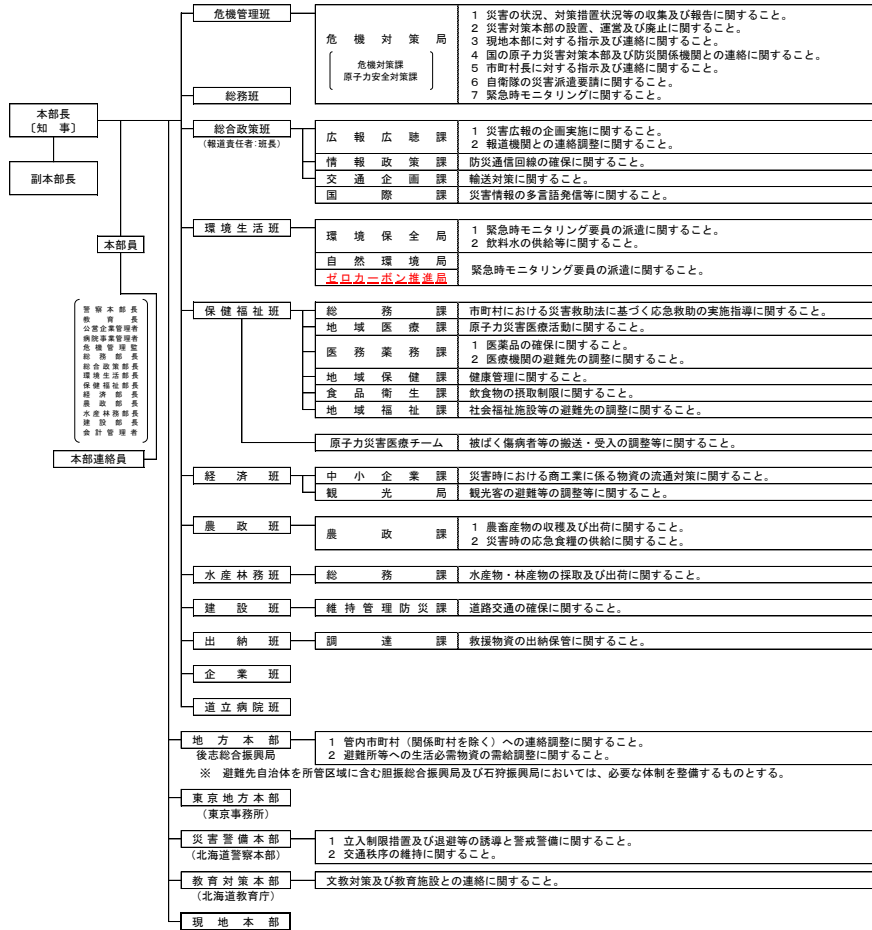 危機管理班
危機対策局
危機対策課
原子力安全対策課
総務班
1 災害の状況、対策措置状況等の収集及び報告に関すること。
2 災害対策本部の設置、運営及び廃止に関すること。
3 現地本部に対する指示及び連絡に関すること。
4 国の原子力災害対策本部及び防災関係機関との連絡に関すること。
5 市町村長に対する指示及び連絡に関すること。
6 自衛隊の災害派遣要請に関すること。
7 緊急時モニタリングに関すること。
本部長
〔知 事〕
副本部長
本部員
警察本部長
教育長
公営企業管理者
病院事業管理者
危機管理監
総務部長
総合政策部長
環境生活部長
保健福祉部長
経済部長
農政部長
水産林務部長
建設部長
会計管理者
本部連絡員
総合政策班
(報道責任者:班長)
広報広聴課
1 災害広報の企画実施に関すること。
2 報道機関との連絡調整に関すること。
情報政策課 防災通信回線の確保に関すること。
交通企画課 輸送対策に関すること。
国際課 災害情報の多言語発信等に関すること。
環境生活班
環境保全局
1 緊急時モニタリング要員の派遣に関すること。
2 飲料水の供給等に関すること。
自然環境局
ゼロカーボン推進局
緊急時モニタリング要員の派遣に関すること。
保健福祉班
総務課 市町村における災害救助法に基づく応急救助の実施指導に関すること。
地域医療課 原子力災害医療活動に関すること。
医務薬務課
1 医薬品の確保に関すること。
2 医療機関の避難先の調整に関すること。
地域保健課 健康管理に関すること。
食品衛生課 飲食物の摂取制限に関すること。
地域福祉課 社会福祉施設等の避難先の調整に関すること。
原子力災害医療チーム 被ばく傷病者等の搬送・受入の調整等に関すること。
経済班
中小企業課 災害時における商工業に係る物資の流通対策に関すること。
観光局 観光客の避難等の調整等に関すること。
農政班
農政課
1 農畜産物の収穫及び出荷に関すること。
2 災害時の応急食糧の供給に関すること。
水産林務班 総務課 水産物・林産物の採取及び出荷に関すること。
建設班 維持管理防災課 道路交通の確保に関すること。
出納班 調達課 救援物資の出納保管に関すること。
企業班
道立病院班
地方本部
後志総合振興局
1 管内市町村（関係町村を除く）への連絡調整に関すること。
2 避難所等への生活必需物資の需給調整に関すること。
※ 避難先自治体を所管区域に含む胆振総合振興局及び石狩振興局においては、必要な体制を整備するものとする。
東京地方本部
(東京事務所)
災害警備本部
(北海道警察本部)
1 立入制限措置及び退避等の誘導と警戒警備に関すること。
2 交通秩序の維持に関すること。
教育対策本部
(北海道教育庁)
文教対策及び教育施設との連絡に関すること。
現地本部